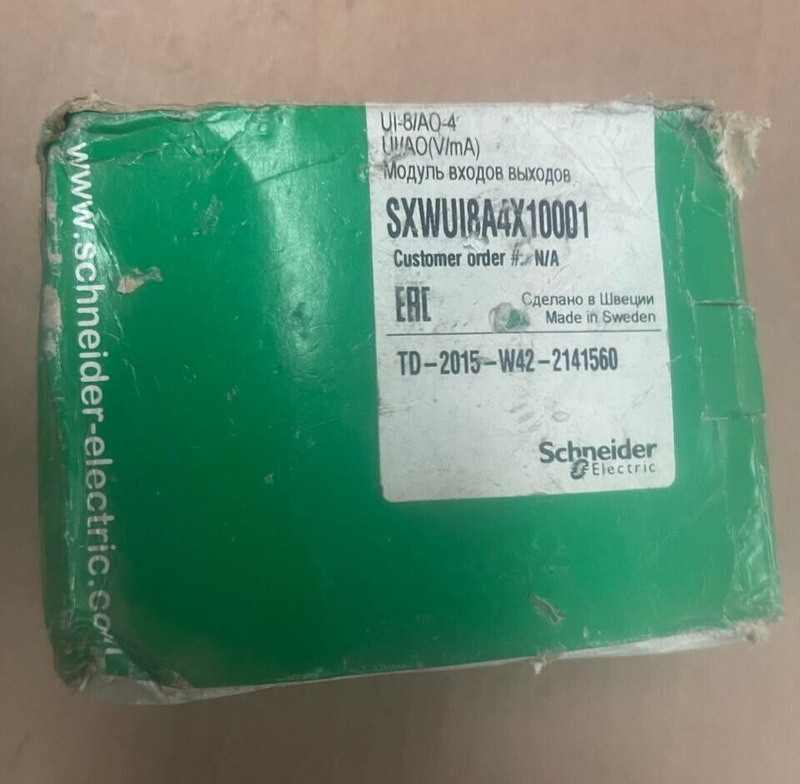 UI-8/AO-4
UI/AO(V/mA)
Модуль входов выходов
SXWUI8A4X10001
Customer order #: N/A
EAC
Сделано в Швеции
Made in Sweden
TD-2015-W42-2141560
Schneider
Electric
www.schneider-electric.com